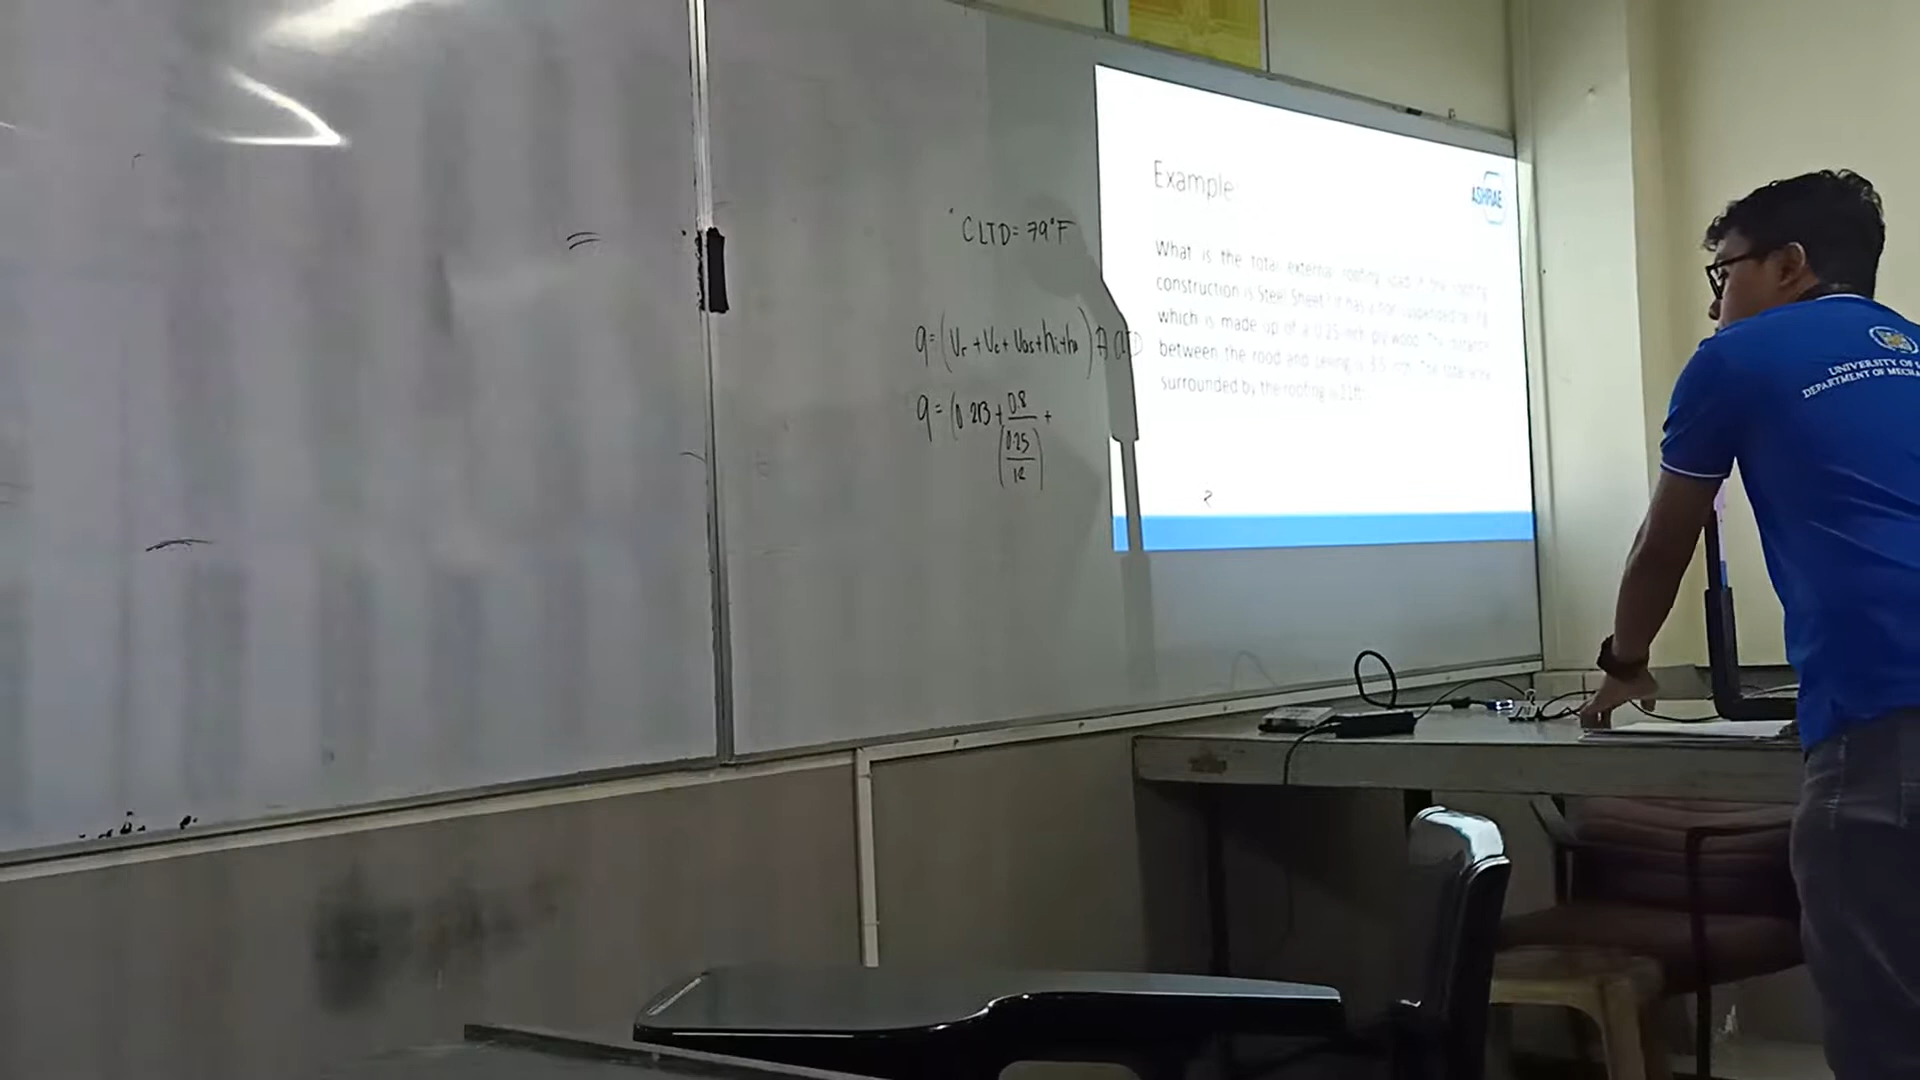 CLTD = 79°F
q = (Ur + Uc + Uas + hi + ho) A CLTD
q = (0.213 + 0.8 +
(0.25
12)
Example
ASHRAE
What is the total external roofing load if the roofing
construction is Steel Sheet? It has a non suspended ceiling
which is made up of a 0.25 inch ply wood. The distance
between the rood and ceiling is 3.5 inch. The total
surrounded by the roofing is
UNIVERSITY OF
DEPARTMENT OF MECHA